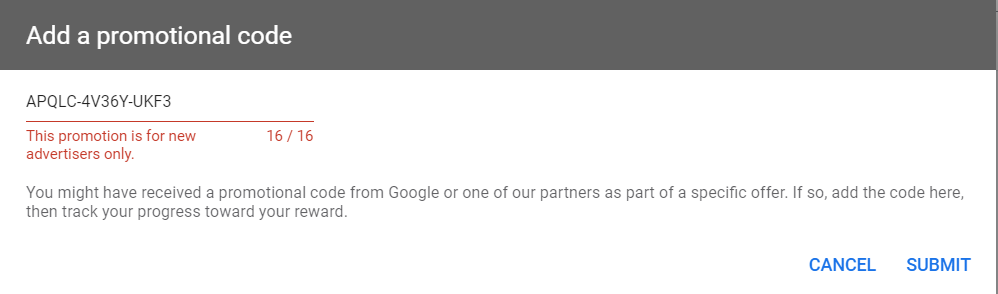 Add a promotional code
APQLC-4V36Y-UKF3
This promotion is for new 16 / 16
advertisers only.
You might have received a promotional code from Google or one of our partners as part of a specific offer. If so, add the code here,
then track your progress toward your reward.
CANCEL SUBMIT